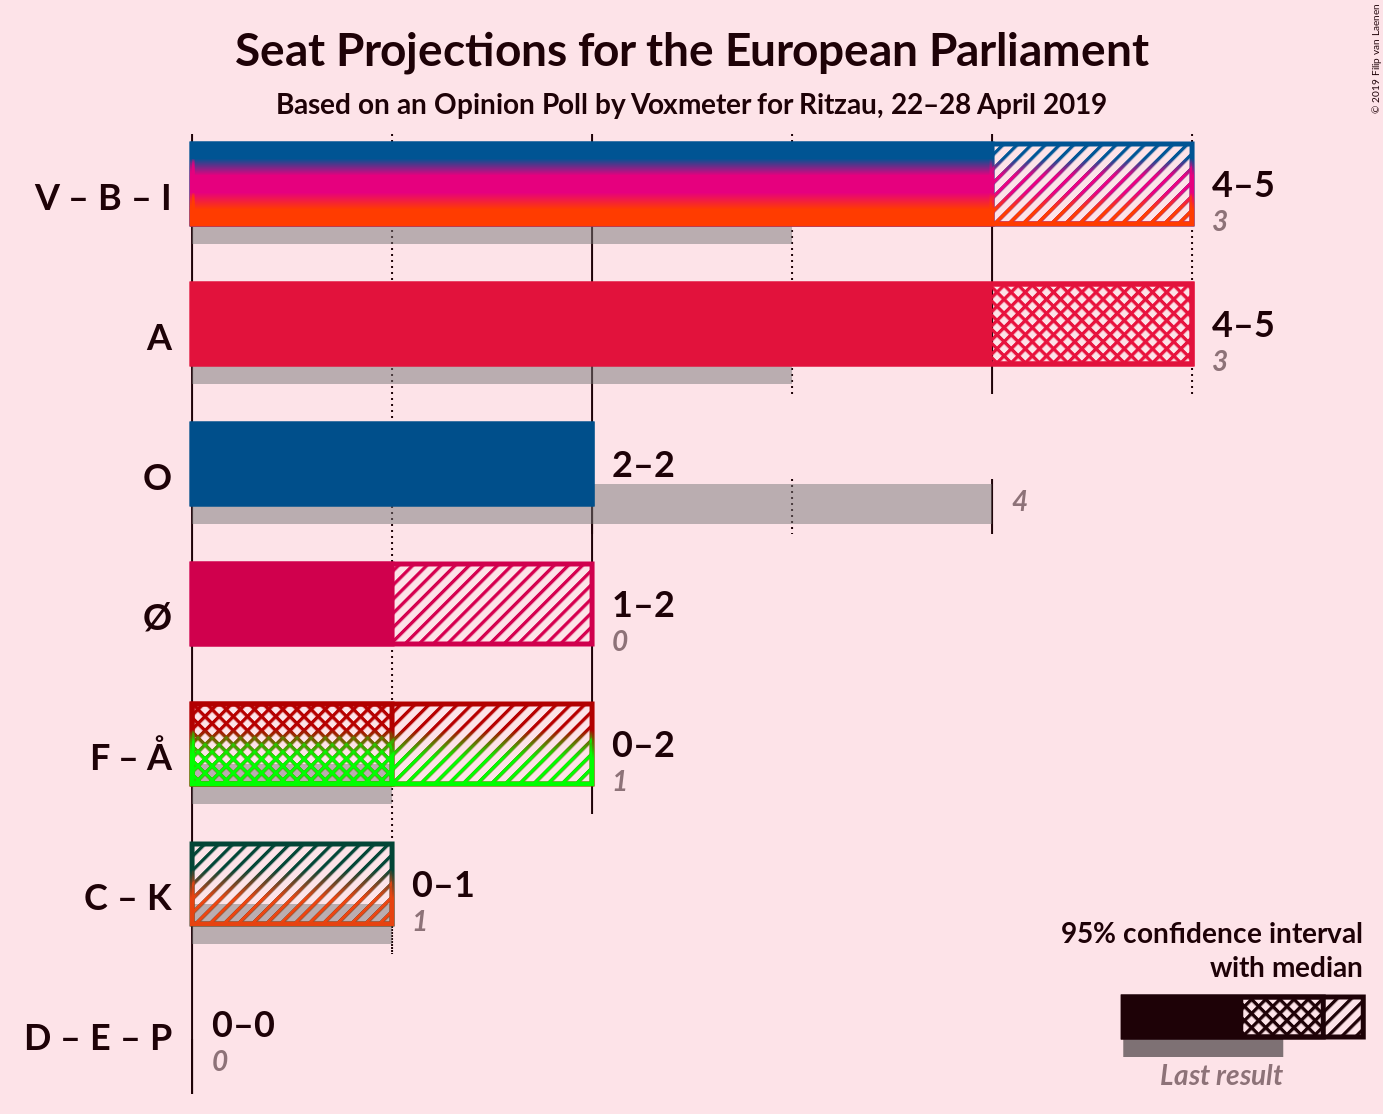 Seat Projections for the European Parliament
Based on an Opinion Poll by Voxmeter for Ritzau, 22–28 April 2019
© 2019 Filip van Laenen
V – B – I
4–5
3
A
4–5
3
O
2–2
4
Ø
1–2
0
F – Å
0–2
1
C – K
0–1
1
D – E – P
0–0
0
95% confidence interval
with median
Last result